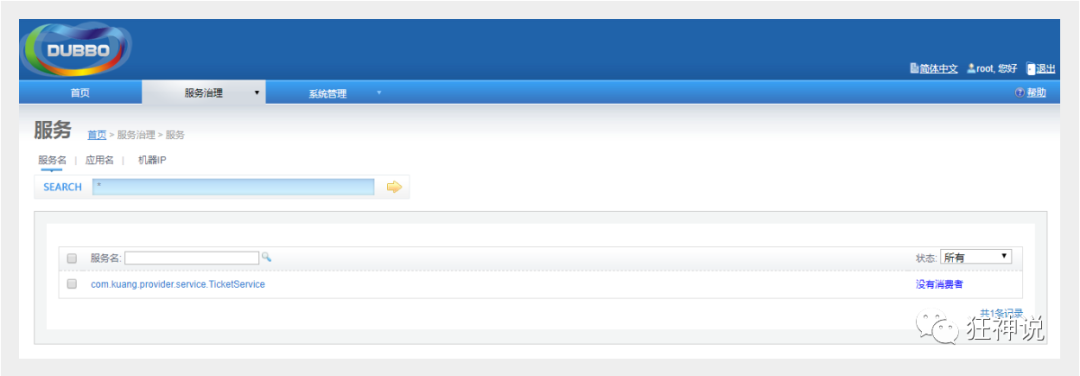 DUBBO
简体中文 root, 您好 退出
首页 服务治理 系统管理 帮助
服务 首页 > 服务治理 > 服务
服务名 | 应用名 | 机器IP
SEARCH *
服务名: 状态: 所有
com.kuang.provider.service.TicketService 没有消费者
共1条记录
狂神说